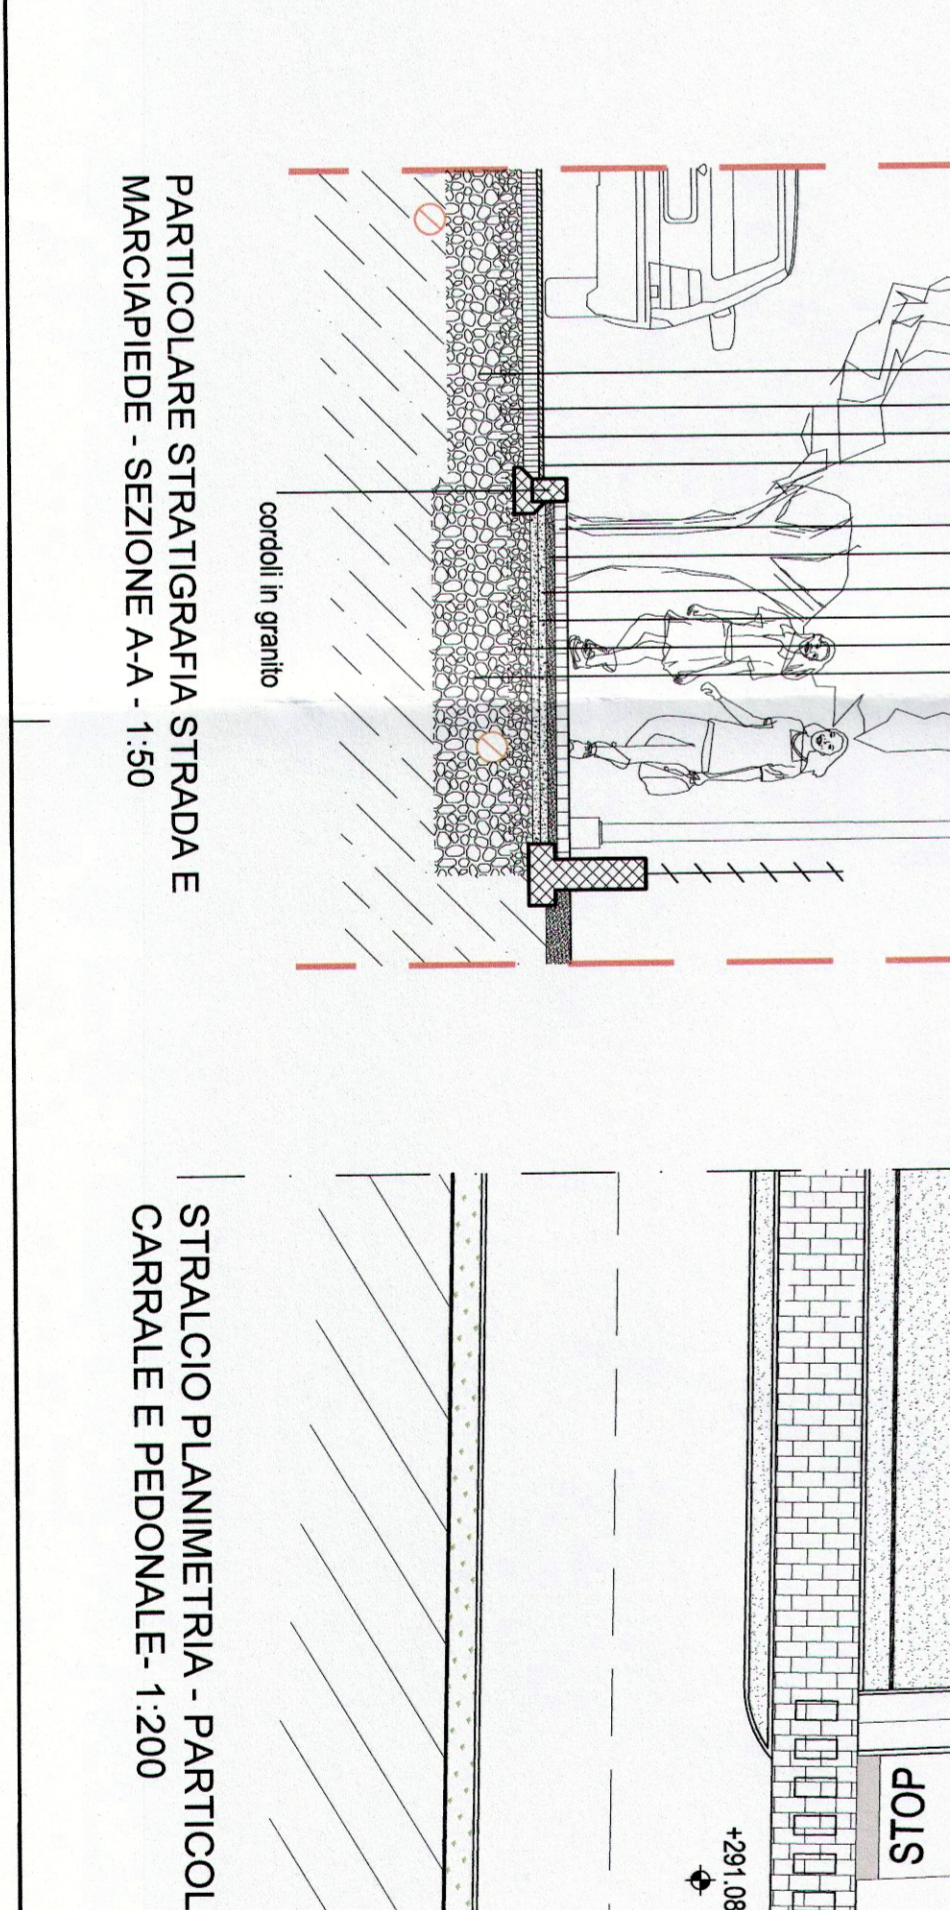 cordoli in granito
PARTICOLARE STRATIGRAFIA STRADA E
MARCIAPIEDE - SEZIONE A-A - 1:50
STOP
+291.08
STRALCIO PLANIMETRIA - PARTICOL
CARRALE E PEDONALE- 1:200